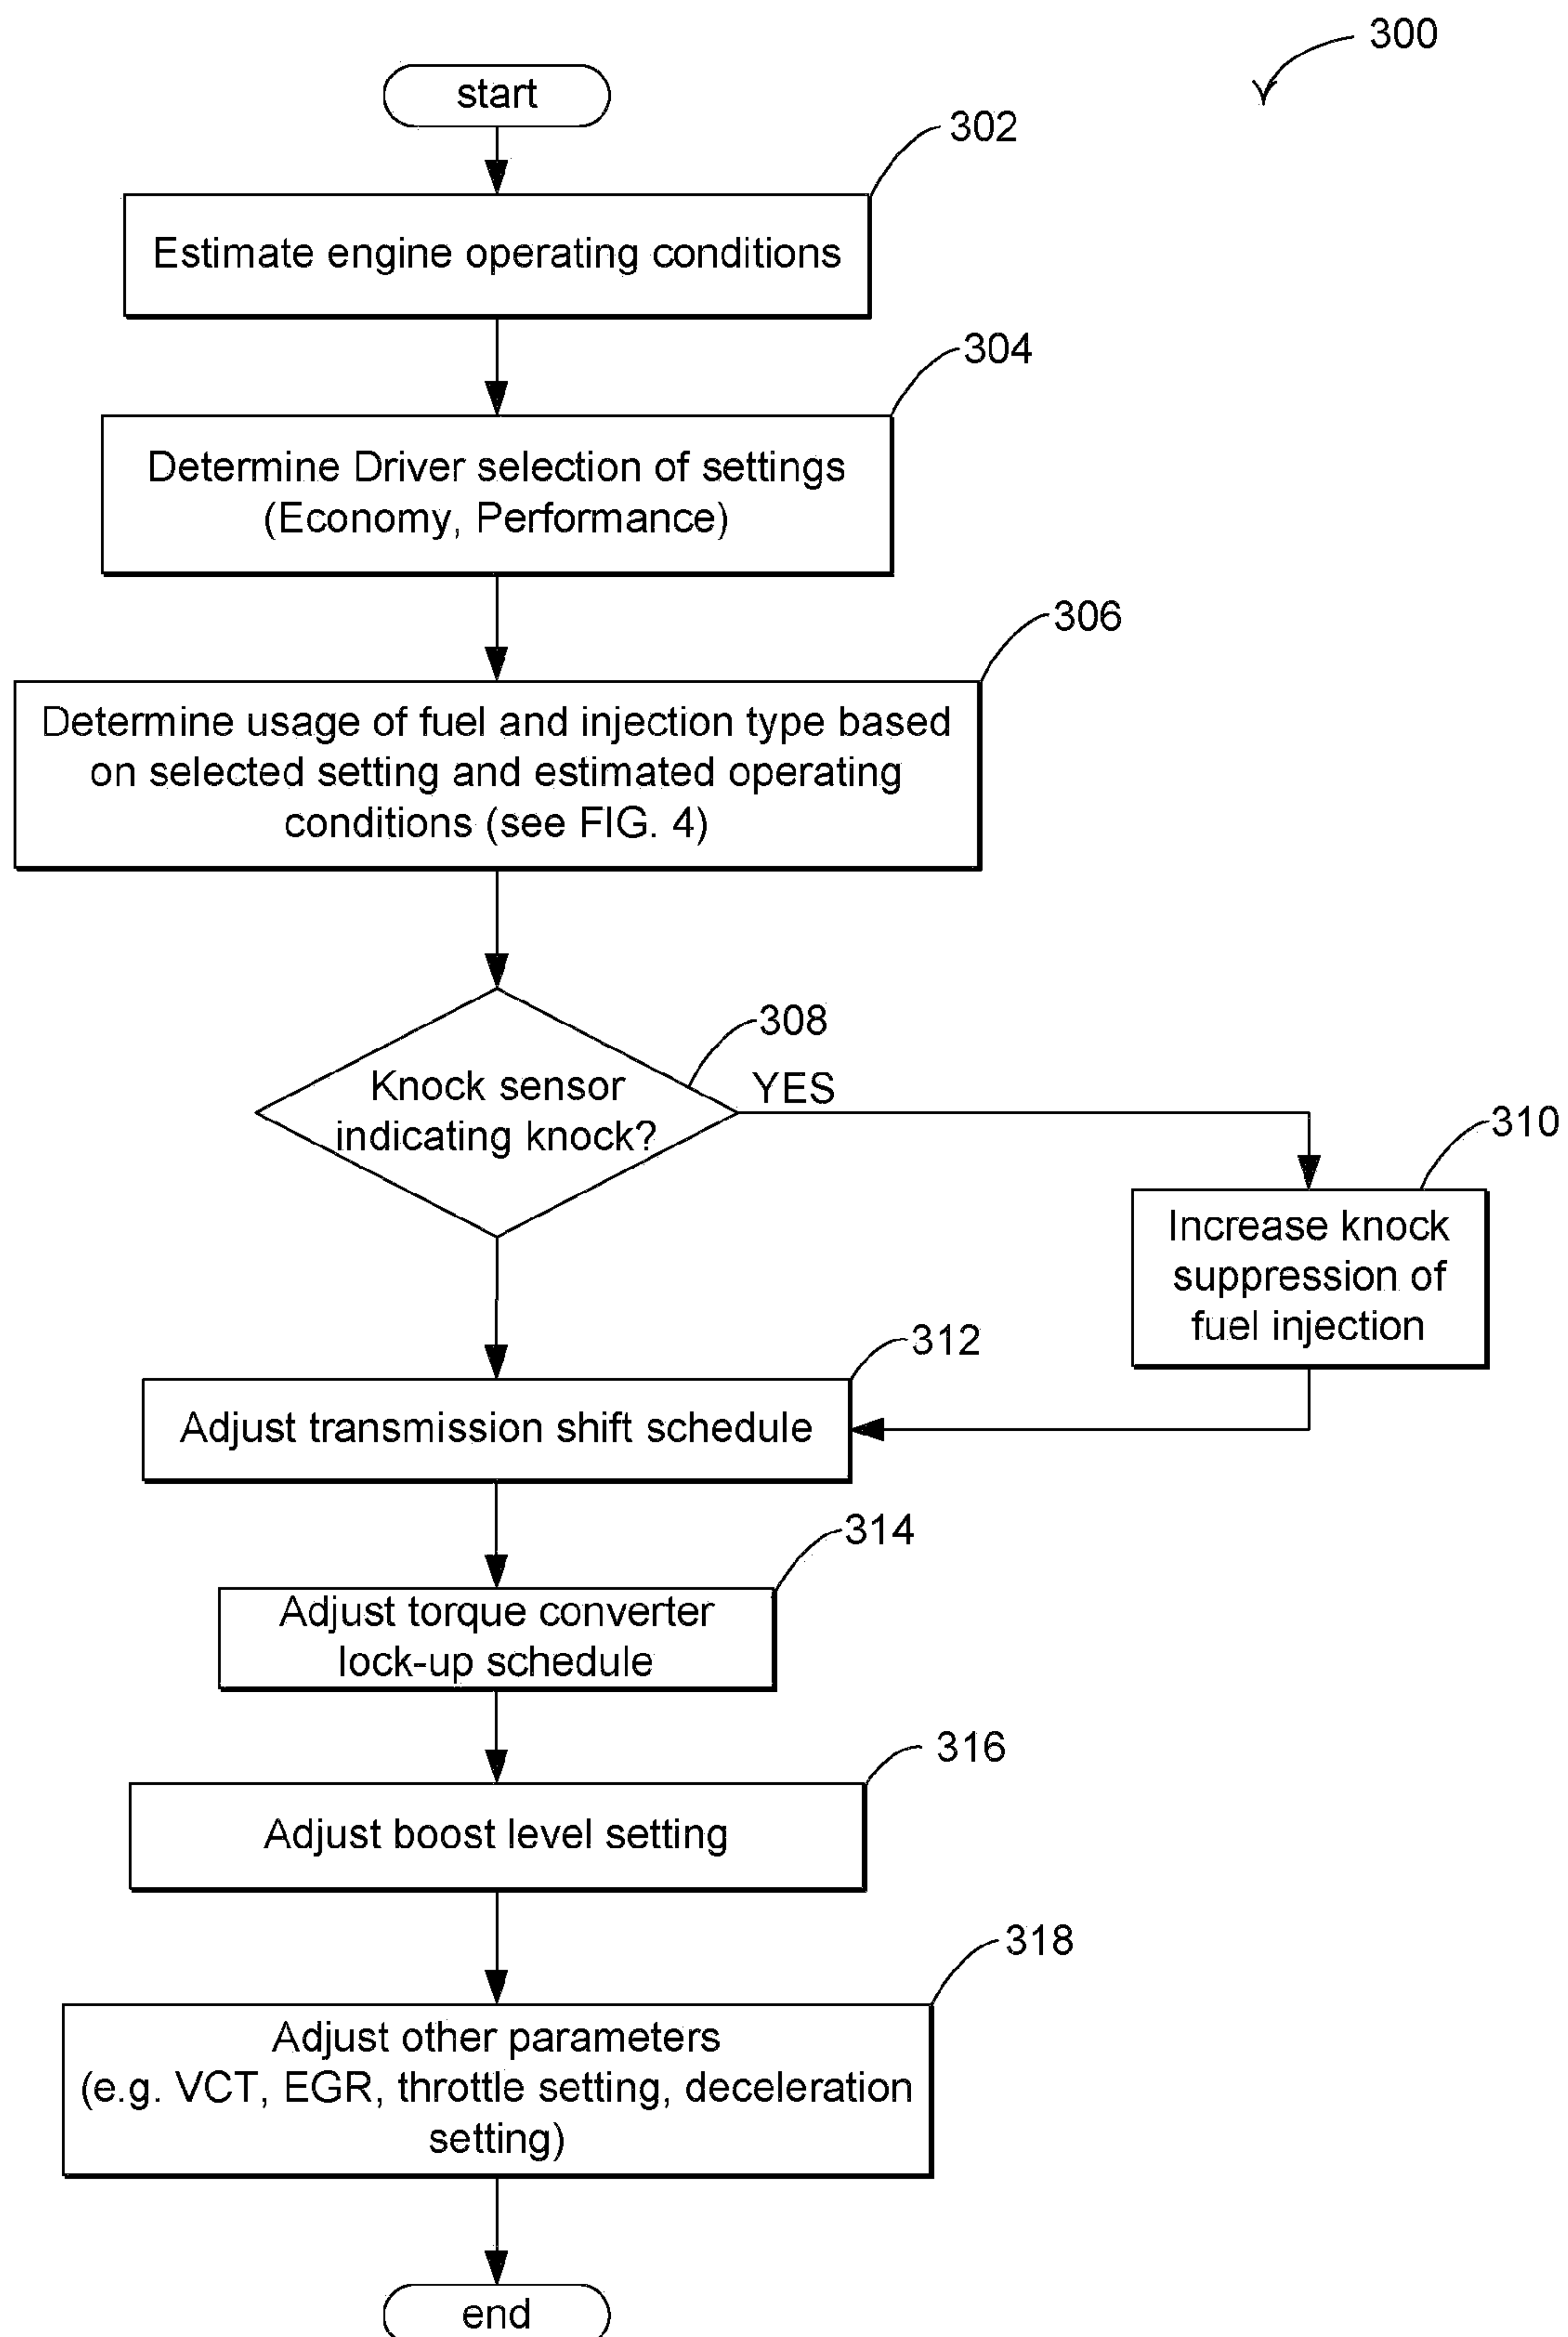 300
start
302
Estimate engine operating conditions
304
Determine Driver selection of settings
(Economy, Performance)
306
Determine usage of fuel and injection type based
on selected setting and estimated operating
conditions (see FIG. 4)
308
Knock sensor
indicating knock?
YES
310
Increase knock
suppression of
fuel injection
312
Adjust transmission shift schedule
314
Adjust torque converter
lock-up schedule
316
Adjust boost level setting
318
Adjust other parameters
(e.g. VCT, EGR, throttle setting, deceleration
setting)
end